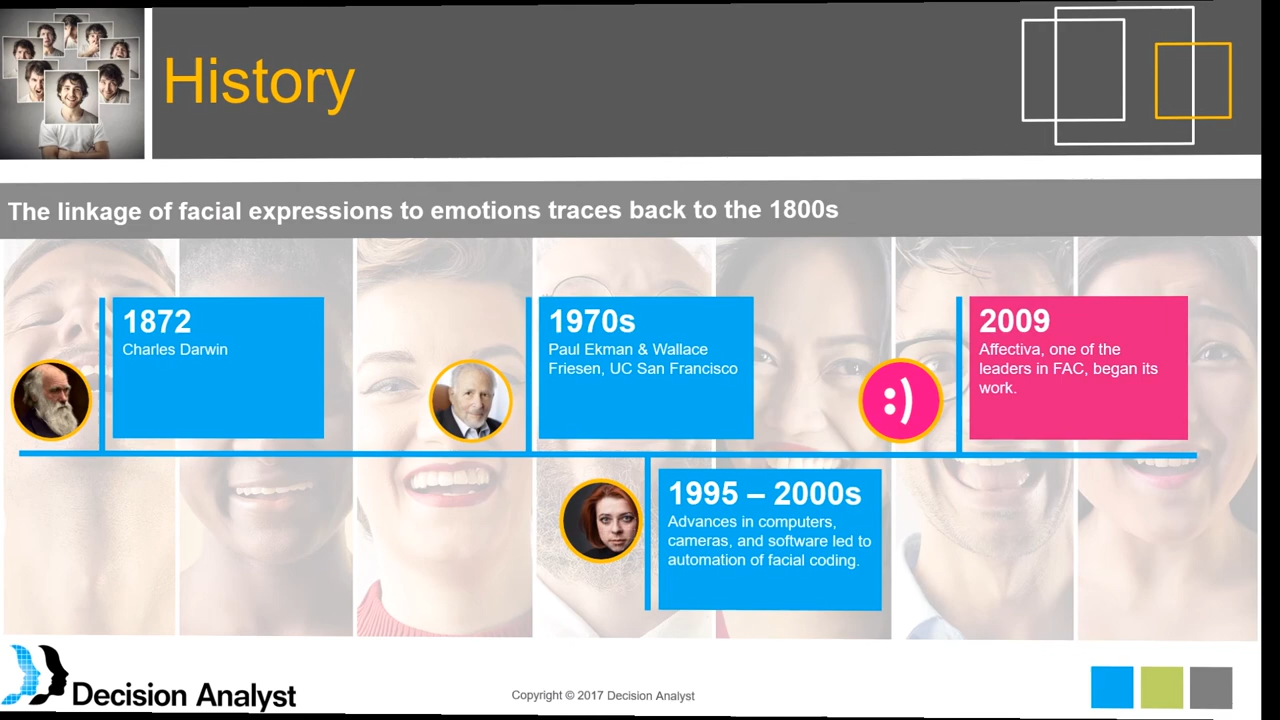 History
The linkage of facial expressions to emotions traces back to the 1800s
1872
Charles Darwin
1970s
Paul Ekman & Wallace
Friesen, UC San Francisco
2009
Affectiva, one of the
leaders in FAC, began its
work.
:)
1995 – 2000s
Advances in computers,
cameras, and software led to
automation of facial coding.
Decision Analyst
Copyright © 2017 Decision Analyst